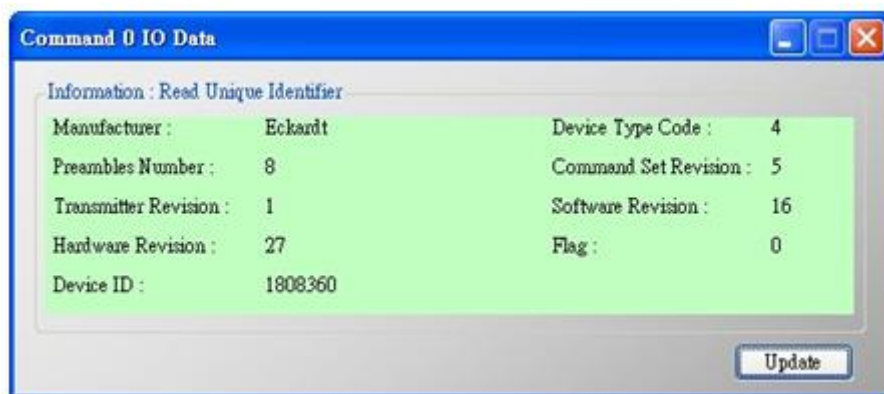 Command 0 IO Data
Information : Read Unique Identifier
Manufacturer : Eckardt Device Type Code : 4
Preambles Number : 8 Command Set Revision : 5
Transmitter Revision : 1 Software Revision : 16
Hardware Revision : 27 Flag : 0
Device ID : 1808360
Update